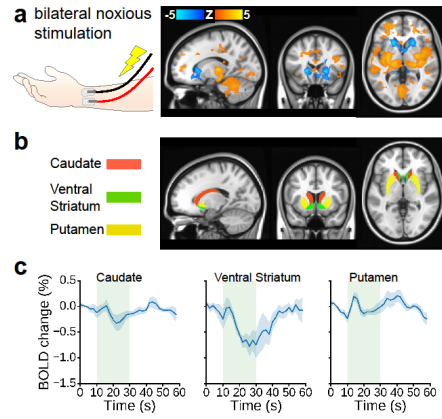 a bilateral noxious
stimulation
-5 Z 5
b
Caudate
Ventral
Striatum
Putamen
c Caudate Ventral Striatum Putamen
BOLD change (%)
0.5
0.0
−0.5
−1.0
−1.5
0 10 20 30 40 50 60 0 10 20 30 40 50 60 0 10 20 30 40 50 60
Time (s) Time (s) Time (s)